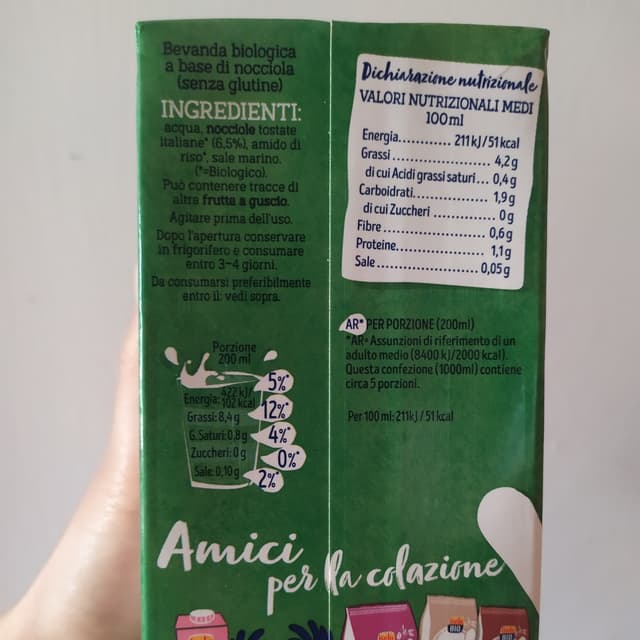 Bevanda biologica
a base di nocciola
(senza glutine)
INGREDIENTI:
acqua, nocciole tostate
italiane* (6,5%), amido di
riso*, sale marino.
(*=Biologico).
Può contenere tracce di
altra frutta a guscio.
Agitare prima dell'uso.
Dopo l'apertura conservare
in frigorifero e consumare
entro 3-4 giorni.
Da consumarsi preferibilmente
entro il: vedi sopra.
Porzione
200 ml
5%*
Energia: 422 kJ/
102 kcal
12%*
Grassi: 8,4 g
4%*
G. Saturi: 0,8 g
0%*
Zuccheri: 0 g
2%*
Sale: 0,10 g
Dichiarazione nutrizionale
VALORI NUTRIZIONALI MEDI
100 ml
Energia.............. 211 kJ/51 kcal
Grassi ........................ 4,2 g
di cui Acidi grassi saturi... 0,4 g
Carboidrati................... 1,9 g
di cui Zuccheri ............... 0 g
Fibre ......................... 0,6 g
Proteine...................... 1,1 g
Sale.......................... 0,05 g
AR* PER PORZIONE (200ml)
*AR= Assunzioni di riferimento di un
adulto medio (8400 kJ/2000 kcal).
Questa confezione (1000ml) contiene
circa 5 porzioni.
Per 100 ml: 211kJ / 51 kcal
Amici
per la colazione